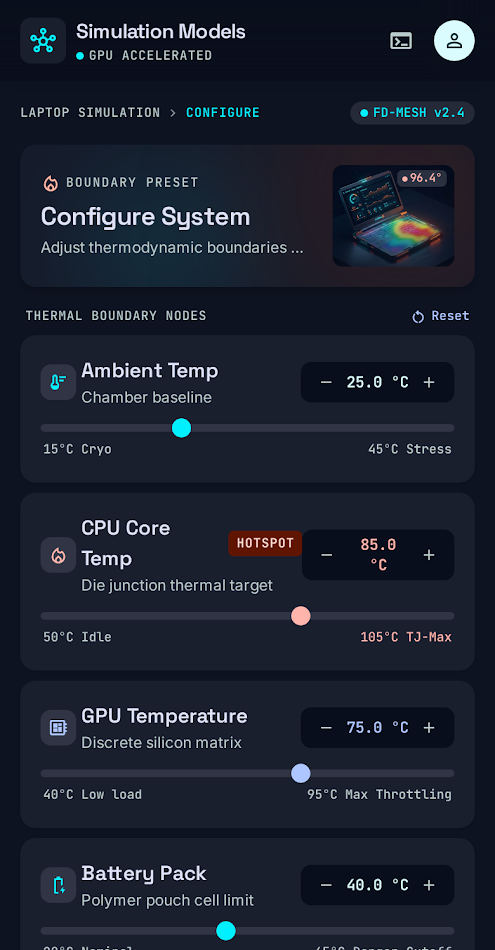 Simulation Models
GPU ACCELERATED
LAPTOP SIMULATION > CONFIGURE
FD-MESH v2.4
BOUNDARY PRESET
96.4°
Configure System
Adjust thermodynamic boundaries ...
THERMAL BOUNDARY NODES
Reset
Ambient Temp
Chamber baseline
− 25.0 °C +
15°C Cryo
45°C Stress
CPU Core
Temp
HOTSPOT
Die junction thermal target
− 85.0
°C +
50°C Idle
105°C TJ-Max
GPU Temperature
Discrete silicon matrix
− 75.0 °C +
40°C Low load
95°C Max Throttling
Battery Pack
Polymer pouch cell limit
− 40.0 °C +